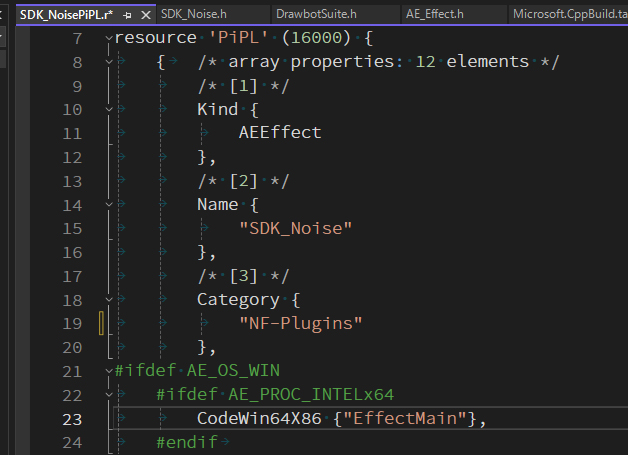 SDK_NoisePiPL.r* SDK_Noise.h DrawbotSuite.h AE_Effect.h Microsoft.CppBuild.ta
7 resource 'PiPL' (16000) {
8 { /* array properties: 12 elements */
9 /* [1] */
10 Kind {
11 AEEffect
12 },
13 /* [2] */
14 Name {
15 "SDK_Noise"
16 },
17 /* [3] */
18 Category {
19 "NF-Plugins"
20 },
21 #ifdef AE_OS_WIN
22 #ifdef AE_PROC_INTELx64
23 CodeWin64X86 {"EffectMain"},
24 #endif